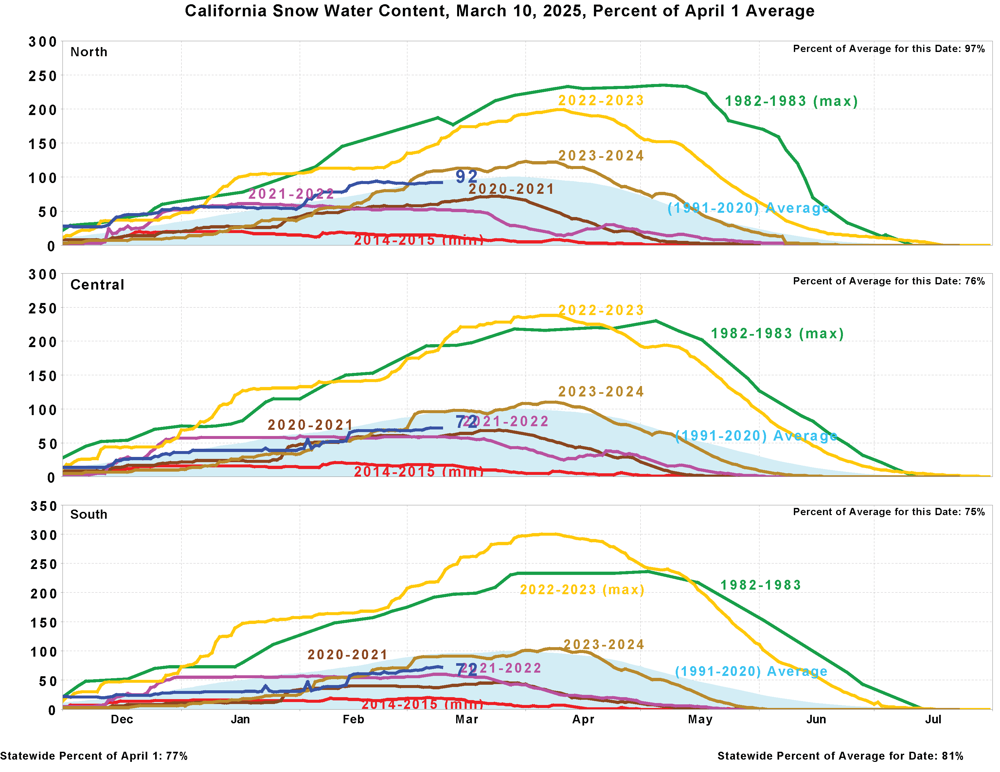 California Snow Water Content, March 10, 2025, Percent of April 1 Average
300
250
200
150
100
50
0
North
Percent of Average for this Date: 97%
2022-2023
1982-1983 (max)
2023-2024
92
2020-2021
2021-2022
(1991-2020) Average
2014-2015 (min)
300
250
200
150
100
50
0
Central
Percent of Average for this Date: 76%
2022-2023
1982-1983 (max)
2023-2024
2020-2021
72
2021-2022
(1991-2020) Average
2014-2015 (min)
350
300
250
200
150
100
50
0
South
Percent of Average for this Date: 75%
1982-1983
2022-2023 (max)
2023-2024
2020-2021
72
2021-2022
(1991-2020) Average
2014-2015 (min)
Dec Jan Feb Mar Apr May Jun Jul
Statewide Percent of April 1: 77%
Statewide Percent of Average for Date: 81%